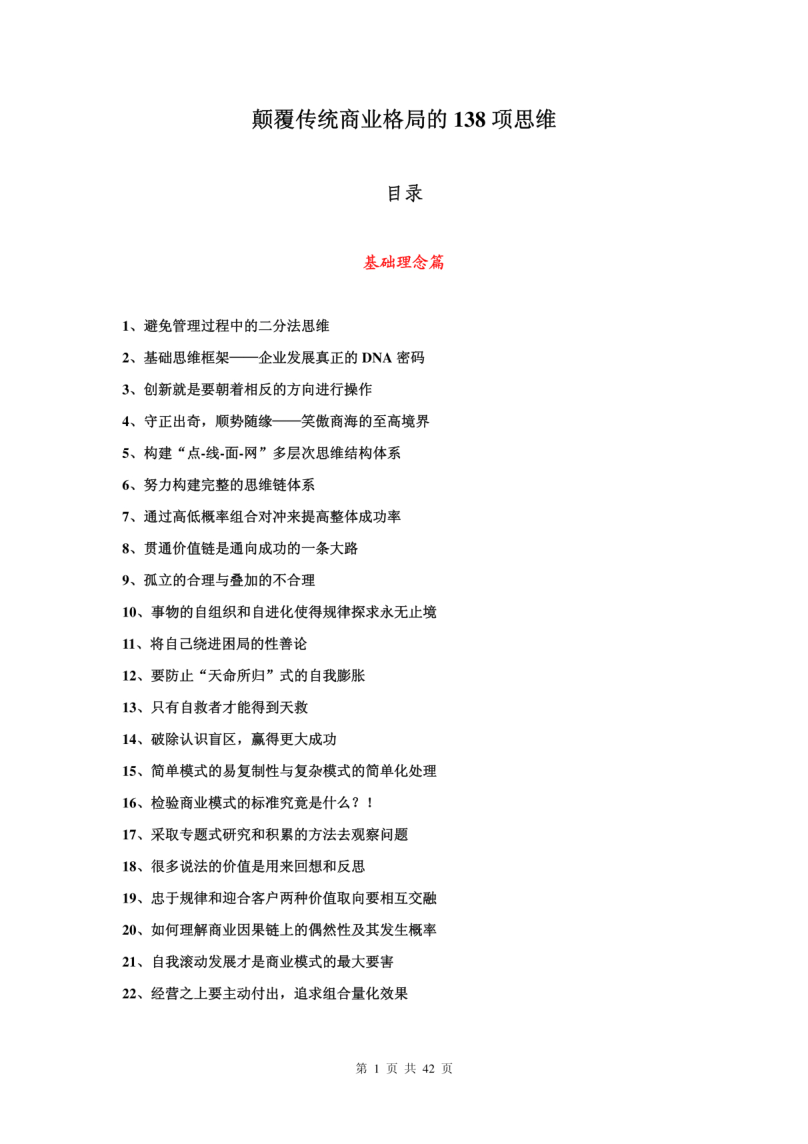 颠覆传统商业格局的 138 项思维
目录
基础理念篇
1、避免管理过程中的二分法思维
2、基础思维框架——企业发展真正的 DNA 密码
3、创新就是要朝着相反的方向进行操作
4、守正出奇，顺势随缘——笑傲商海的至高境界
5、构建“点-线-面-网”多层次思维结构体系
6、努力构建完整的思维链体系
7、通过高低概率组合对冲来提高整体成功率
8、贯通价值链是通向成功的一条大路
9、孤立的合理与叠加的不合理
10、事物的自组织和自进化使得规律探求永无止境
11、将自己绕进困局的性善论
12、要防止“天命所归”式的自我膨胀
13、只有自救者才能得到天救
14、破除认识盲区，赢得更大成功
15、简单模式的易复制性与复杂模式的简单化处理
16、检验商业模式的标准究竟是什么？！
17、采取专题式研究和积累的方法去观察问题
18、很多说法的价值是用来回想和反思
19、忠于规律和迎合客户两种价值取向要相互交融
20、如何理解商业因果链上的偶然性及其发生概率
21、自我滚动发展才是商业模式的最大要害
22、经营之上要主动付出，追求组合量化效果
第 1 页 共 42 页